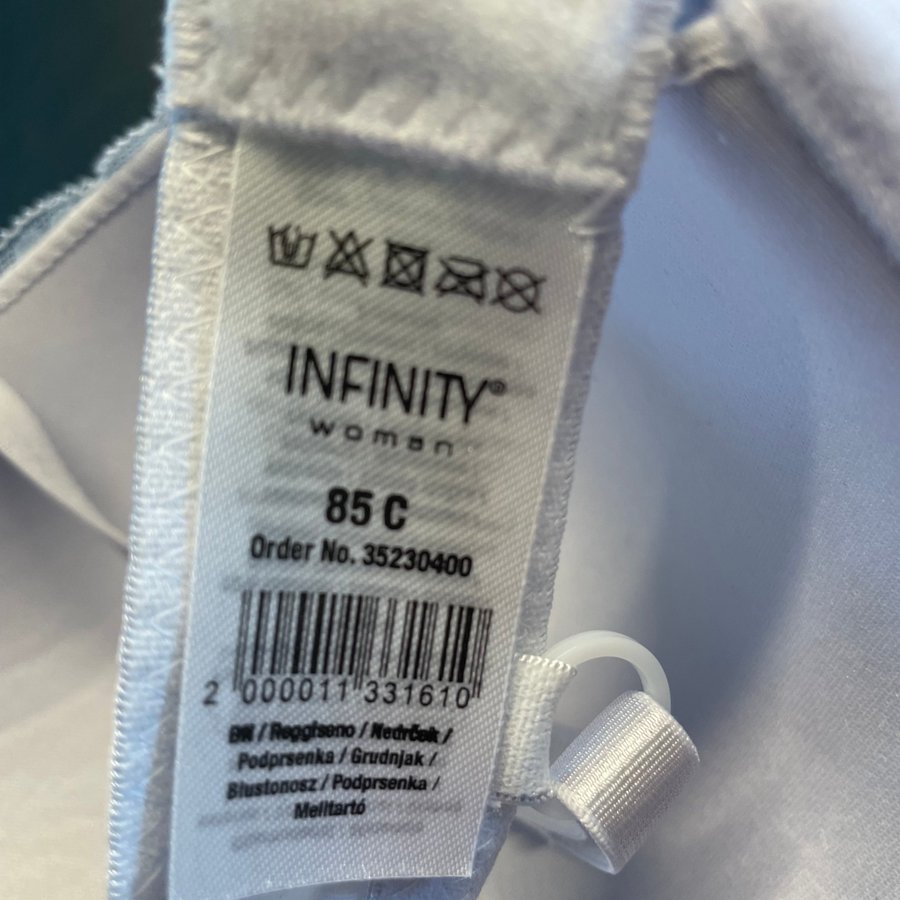 INFINITY®
woman
85 C
Order No. 35230400
2 000011 331610
BH / Reggiseno / Nedrček /
Podprsenka / Grudnjak /
Biustonosz / Podprsenka /
Melltartó